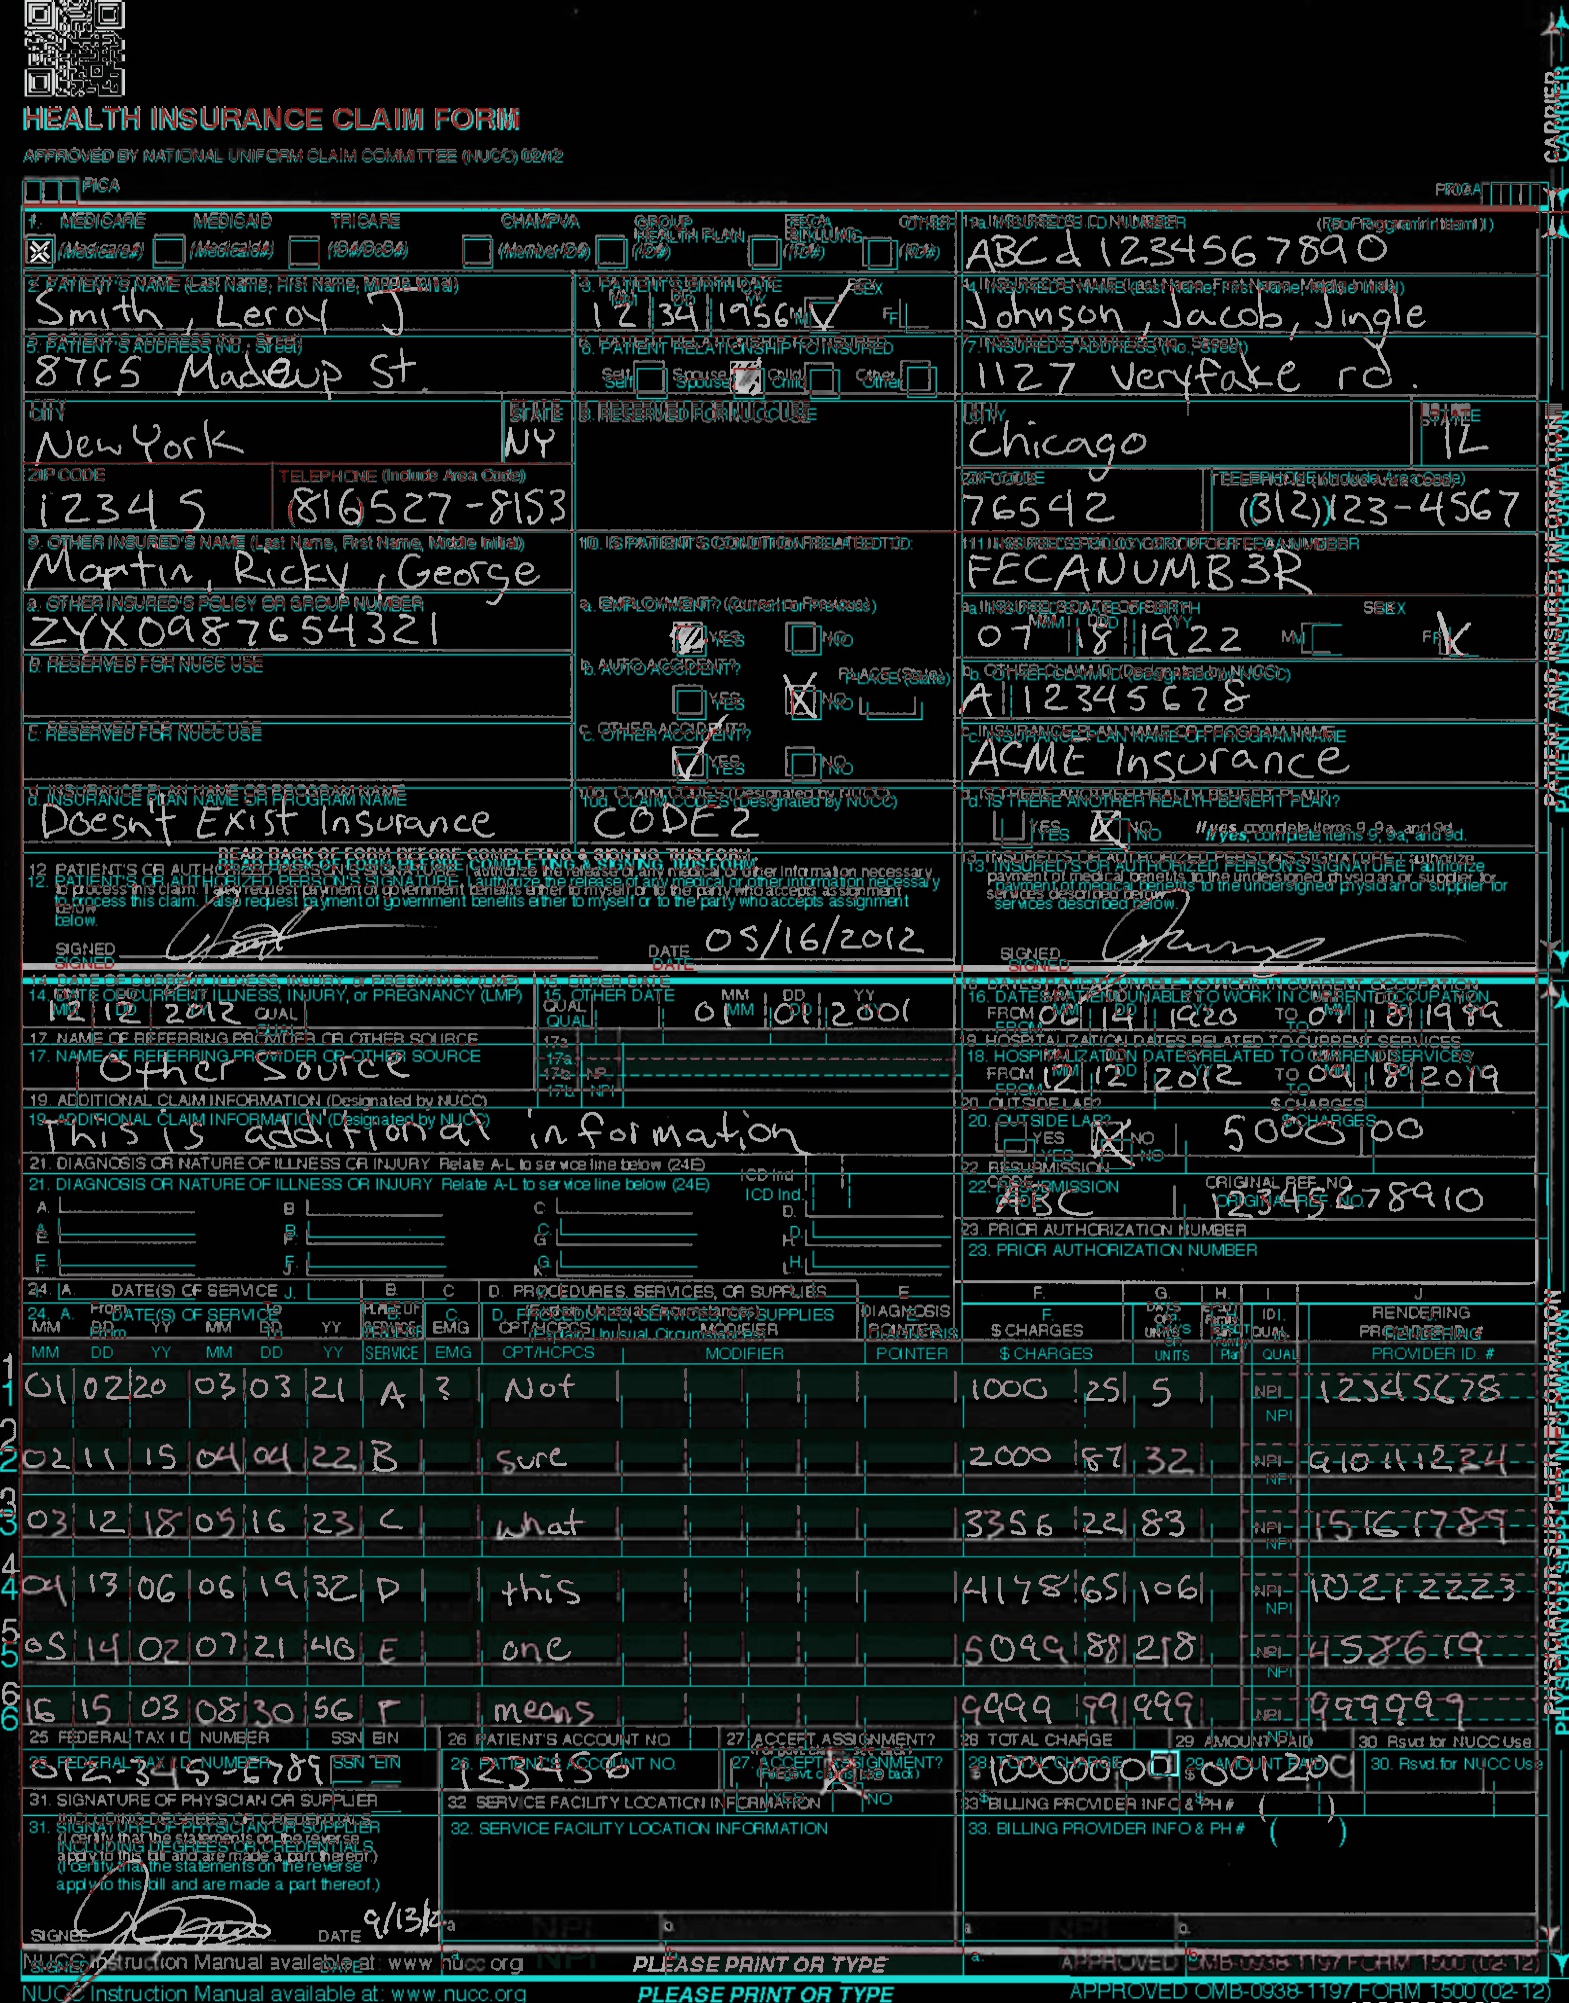 HEALTH INSURANCE CLAIM FORM
APPROVED BY NATIONAL UNIFORM CLAIM COMMITTEE (NUCC) 02/12
PICA PICA
CARRIER
1. MEDICARE MEDICAID TRICARE CHAMPVA GROUP HEALTH PLAN FECA BLK LUNG OTHER 1a. INSURED'S I.D. NUMBER (For Program in Item 1)
(Medicare#) (Medicaid#) (ID#/DoD#) (Member ID#) (ID#) (ID#) (ID#) ABCd 1234567890
2. PATIENT'S NAME (Last Name, First Name, Middle Initial) 3. PATIENT'S BIRTH DATE SEX 4. INSURED'S NAME (Last Name, First Name, Middle Initial)
MM DD YY
Smith, Leroy J 12 34 1956 M F Johnson, Jacob, Jingle
5. PATIENT'S ADDRESS (No., Street) 6. PATIENT RELATIONSHIP TO INSURED 7. INSURED'S ADDRESS (No., Street)
8765 Madeup St. Self Spouse Child Other 1127 Veryfake rd.
CITY STATE 8. RESERVED FOR NUCC USE CITY STATE
New York NY Chicago IL
ZIP CODE TELEPHONE (Include Area Code) ZIP CODE TELEPHONE (Include Area Code)
12345 (816)527-8153 76542 (312)123-4567
9. OTHER INSURED'S NAME (Last Name, First Name, Middle Initial) 10. IS PATIENT'S CONDITION RELATED TO: 11. INSURED'S POLICY GROUP OR FECA NUMBER
Martin, Ricky, George FECANUMB3R
a. OTHER INSURED'S POLICY OR GROUP NUMBER a. EMPLOYMENT? (Current or Previous) a. INSURED'S DATE OF BIRTH SEX
MM DD YY
ZYX0987654321 YES NO 07 18 1922 M F
b. RESERVED FOR NUCC USE b. AUTO ACCIDENT? PLACE (State) b. OTHER CLAIM ID (Designated by NUCC)
YES NO A 12345678
c. RESERVED FOR NUCC USE c. OTHER ACCIDENT? c. INSURANCE PLAN NAME OR PROGRAM NAME
YES NO ACME Insurance
d. INSURANCE PLAN NAME OR PROGRAM NAME 10d. CLAIM CODES (Designated by NUCC) d. IS THERE ANOTHER HEALTH BENEFIT PLAN?
Doesn't Exist Insurance CODE2 YES NO If yes, complete items 9, 9a, and 9d.
PATIENT AND INSURED INFORMATION
READ BACK OF FORM BEFORE COMPLETING & SIGNING THIS FORM.
12. PATIENT'S OR AUTHORIZED PERSON'S SIGNATURE I authorize the release of any medical or other information necessary
to process this claim. I also request payment of government benefits either to myself or to the party who accepts assignment
below.
13. INSURED'S OR AUTHORIZED PERSON'S SIGNATURE I authorize
payment of medical benefits to the undersigned physician or supplier for
services described below.
SIGNED DATE 05/16/2012 SIGNED
14. DATE OF CURRENT ILLNESS, INJURY, or PREGNANCY (LMP) 15. OTHER DATE 16. DATES PATIENT UNABLE TO WORK IN CURRENT OCCUPATION
MM DD YY QUAL. QUAL. MM DD YY MM DD YY MM DD YY
12 12 2012 01 01 2001 FROM 06 14 1920 TO 07 18 1989
17. NAME OF REFERRING PROVIDER OR OTHER SOURCE 17a. 18. HOSPITALIZATION DATES RELATED TO CURRENT SERVICES
Other Source 17b. NPI FROM 12 12 2012 TO 09 18 2019
19. ADDITIONAL CLAIM INFORMATION (Designated by NUCC) 20. OUTSIDE LAB? $ CHARGES
This is additional information YES NO 5000 00
21. DIAGNOSIS OR NATURE OF ILLNESS OR INJURY Relate A-L to service line below (24E) ICD Ind. 22. RESUBMISSION CODE ORIGINAL REF. NO.
ABC 12345678910
A. B. C. D. 23. PRIOR AUTHORIZATION NUMBER
E. F. G. H.
24. A. DATE(S) OF SERVICE B. C. D. PROCEDURES, SERVICES, OR SUPPLIES E. F. G. H. I. J.
From To PLACE OF SERVICE EMG (Explain Unusual Circumstances) DIAGNOSIS POINTER $ CHARGES DAYS OR UNITS ID. QUAL. RENDERING PROVIDER ID. #
MM DD YY MM DD YY CPT/HCPCS MODIFIER
1 01 02 20 03 03 21 A ? Not 1000 25 5 NPI 12345678
2 02 11 15 04 04 22 B sure 2000 87 32 NPI 910111234
3 03 12 18 05 16 23 C what 3356 22 83 NPI 151617789
4 04 13 06 06 19 32 D this 4178 65 106 NPI 10212223
5 05 14 02 07 21 40 E one 5099 88 218 NPI 4586 19
6 16 15 03 08 30 56 F means 9999 99 999 NPI 999999
25. FEDERAL TAX I.D. NUMBER SSN EIN 26. PATIENT'S ACCOUNT NO. 27. ACCEPT ASSIGNMENT? 28. TOTAL CHARGE 29. AMOUNT PAID 30. Rsvd for NUCC Use
012-345-6789 123456 YES NO
31. SIGNATURE OF PHYSICIAN OR SUPPLIER 32. SERVICE FACILITY LOCATION INFORMATION 33. BILLING PROVIDER INFO & PH # ( )
INCLUDING DEGREES OR CREDENTIALS
(I certify that the statements on the reverse
apply to this bill and are made a part thereof.)
SIGNED DATE 9/13/12 a. NPI b. a. NPI b.
PHYSICIAN OR SUPPLIER INFORMATION
NUCC Instruction Manual available at: www.nucc.org PLEASE PRINT OR TYPE APPROVED OMB-0938-1197 FORM 1500 (02-12)